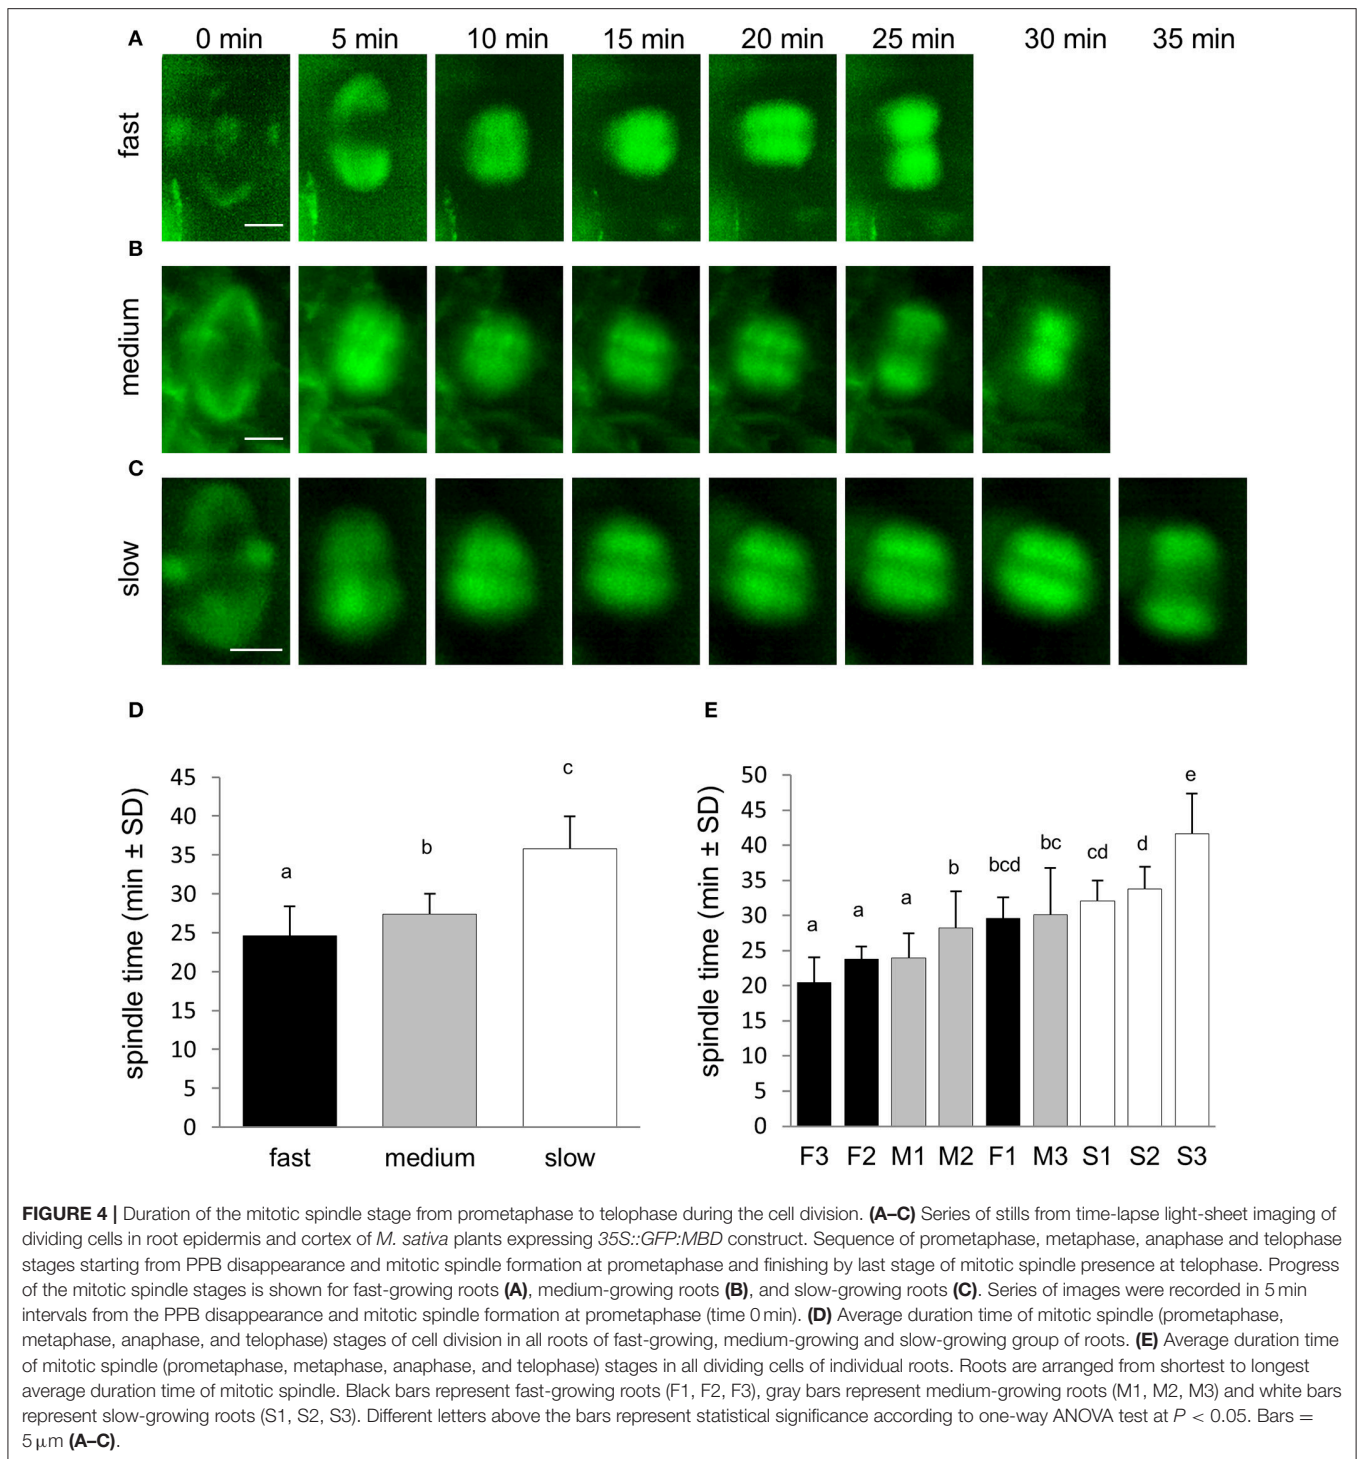 A
0 min 5 min 10 min 15 min 20 min 25 min 30 min 35 min
fast
B
medium
C
slow
D
spindle time (min ± SD)
45
40
35
30
25
20
15
10
5
0
a
b
c
fast medium slow
E
spindle time (min ± SD)
50
45
40
35
30
25
20
15
10
5
0
a a a b bcd bc cd d e
F3 F2 M1 M2 F1 M3 S1 S2 S3
FIGURE 4 | Duration of the mitotic spindle stage from prometaphase to telophase during the cell division. (A–C) Series of stills from time-lapse light-sheet imaging of
dividing cells in root epidermis and cortex of M. sativa plants expressing 35S::GFP:MBD construct. Sequence of prometaphase, metaphase, anaphase and telophase
stages starting from PPB disappearance and mitotic spindle formation at prometaphase and finishing by last stage of mitotic spindle presence at telophase. Progress
of the mitotic spindle stages is shown for fast-growing roots (A), medium-growing roots (B), and slow-growing roots (C). Series of images were recorded in 5 min
intervals from the PPB disappearance and mitotic spindle formation at prometaphase (time 0 min). (D) Average duration time of mitotic spindle (prometaphase,
metaphase, anaphase, and telophase) stages of cell division in all roots of fast-growing, medium-growing and slow-growing group of roots. (E) Average duration time
of mitotic spindle (prometaphase, metaphase, anaphase, and telophase) stages in all dividing cells of individual roots. Roots are arranged from shortest to longest
average duration time of mitotic spindle. Black bars represent fast-growing roots (F1, F2, F3), gray bars represent medium-growing roots (M1, M2, M3) and white bars
represent slow-growing roots (S1, S2, S3). Different letters above the bars represent statistical significance according to one-way ANOVA test at P < 0.05. Bars =
5 μm (A–C).